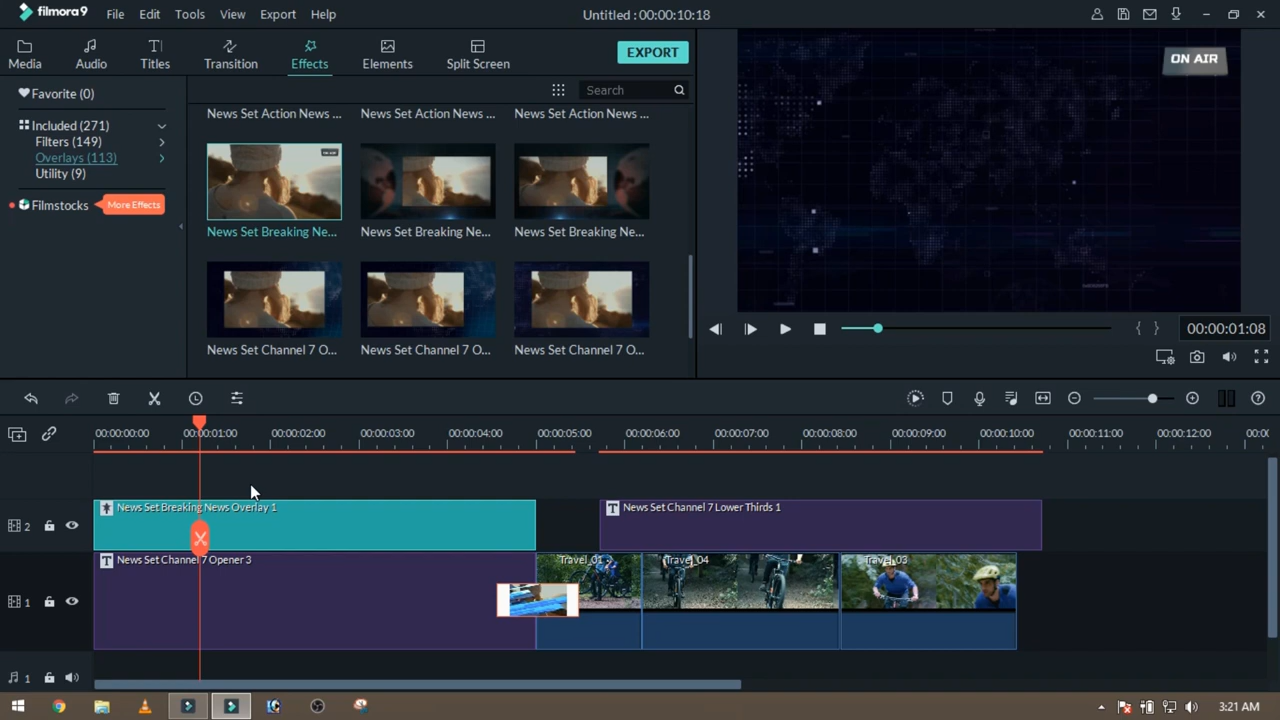 filmora9
File Edit Tools View Export Help
Untitled : 00:00:10:18
Media Audio Titles Transition Effects Elements Split Screen
EXPORT
Favorite (0)
Included (271)
Filters (149)
Overlays (113)
Utility (9)
Filmstocks More Effects
Search
News Set Action News ... News Set Action News ... News Set Action News ...
News Set Breaking Ne... News Set Breaking Ne... News Set Breaking Ne...
News Set Channel 7 O... News Set Channel 7 O... News Set Channel 7 O...
ON AIR
00:00:01:08
00:00:00:00 00:00:01:00 00:00:02:00 00:00:03:00 00:00:04:00 00:00:05:00 00:00:06:00 00:00:07:00 00:00:08:00 00:00:09:00 00:00:10:00 00:00:11:00 00:00:12:00 00:00
2 News Set Breaking News Overlay 1 T News Set Channel 7 Lower Thirds 1
T News Set Channel 7 Opener 3 Travel_01 Travel_04 Travel_03
1
1
3:21 AM